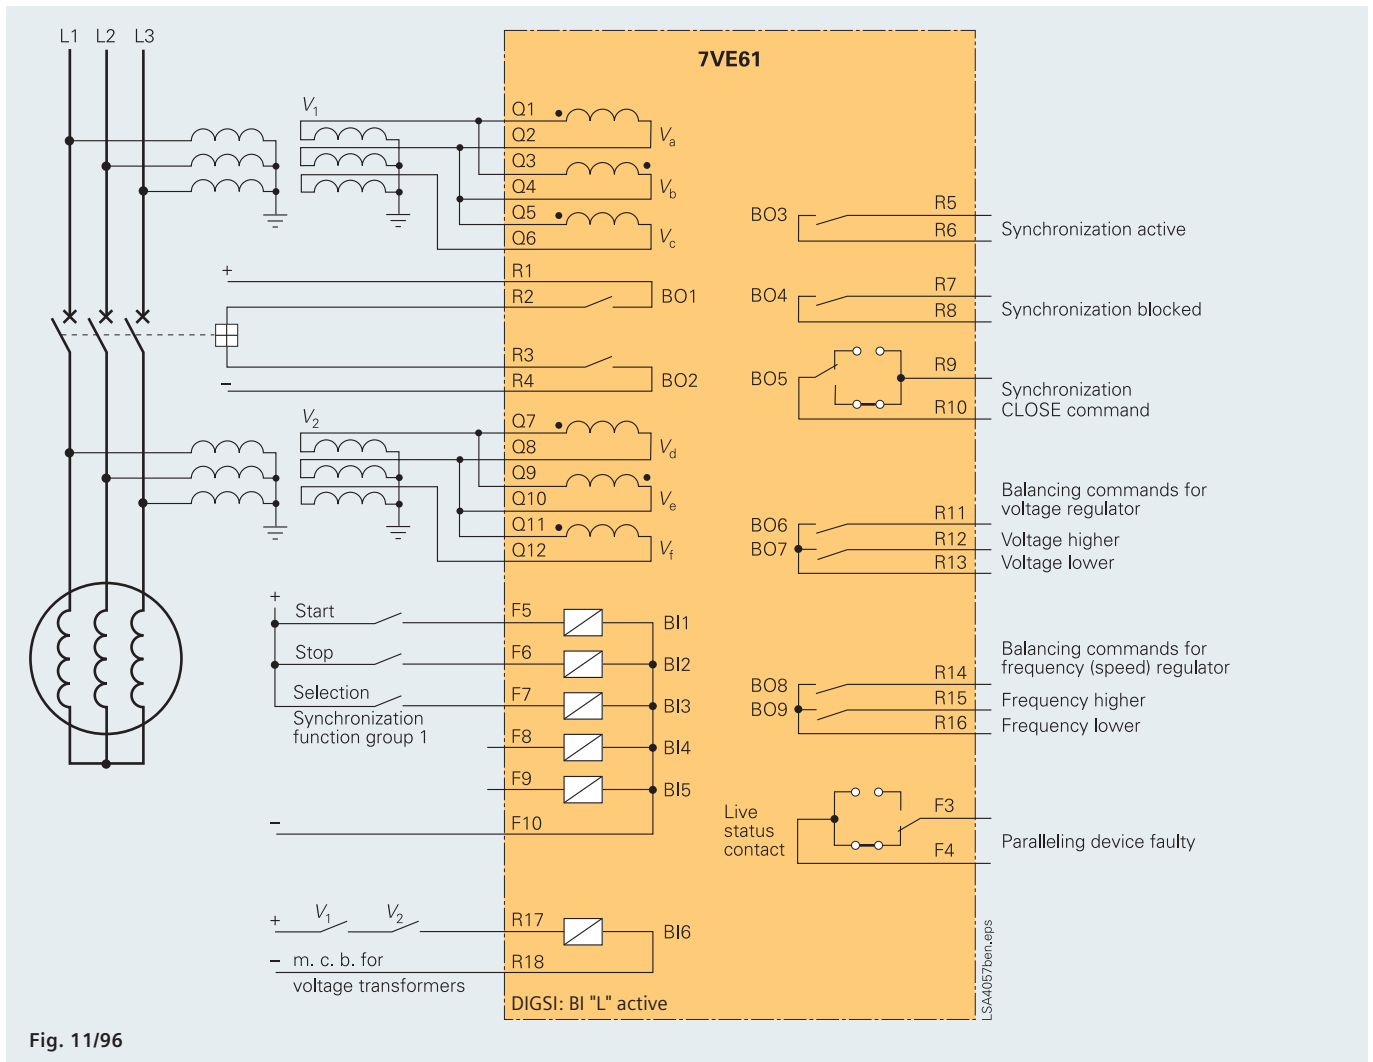 L1 L2 L3
7VE61
V1
Q1
Q2
Va
Q3
Q4
Vb
Q5
Q6
Vc
+
R1
R2
BO1
R3
R4
BO2
–
V2
Q7
Q8
Vd
Q9
Q10
Ve
Q11
Q12
Vf
+
Start
F5
BI1
Stop
F6
BI2
Selection
Synchronization
function group 1
F7
BI3
F8
BI4
F9
BI5
–
F10
+
V1
V2
R17
BI6
– m. c. b. for
voltage transformers
R18
DIGSI: BI "L" active
BO3
R5
R6
Synchronization active
BO4
R7
R8
Synchronization blocked
BO5
R9
R10
Synchronization
CLOSE command
Balancing commands for
voltage regulator
BO6
BO7
R11
R12
R13
Voltage higher
Voltage lower
Balancing commands for
frequency (speed) regulator
BO8
BO9
R14
R15
R16
Frequency higher
Frequency lower
Live
status
contact
F3
F4
Paralleling device faulty
LSA4057ben.eps
Fig. 11/96